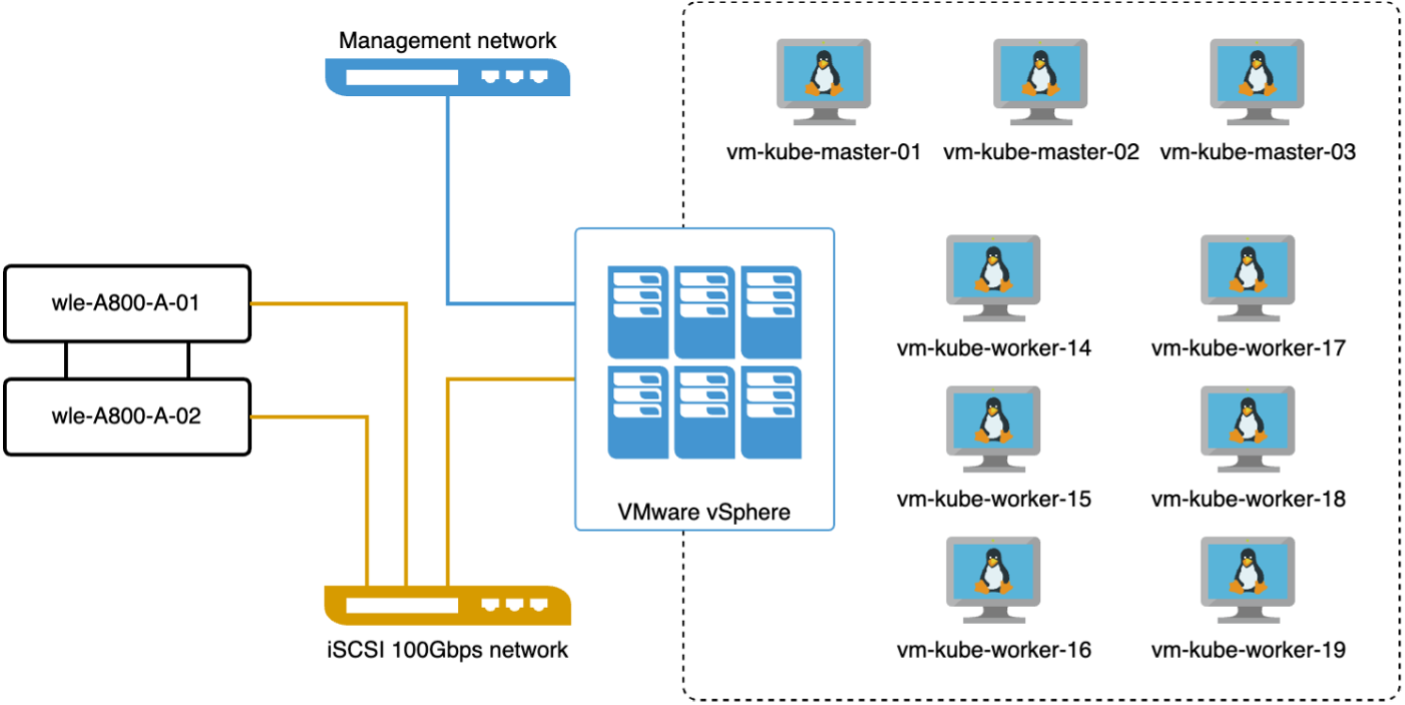 Management network
vm-kube-master-01
vm-kube-master-02
vm-kube-master-03
wle-A800-A-01
wle-A800-A-02
VMware vSphere
iSCSI 100Gbps network
vm-kube-worker-14
vm-kube-worker-17
vm-kube-worker-15
vm-kube-worker-18
vm-kube-worker-16
vm-kube-worker-19